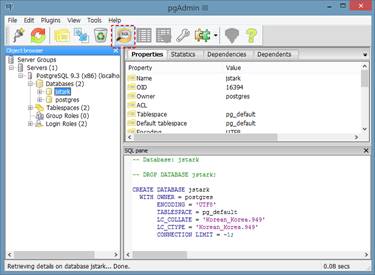 pgAdmin III
File Edit Plugins View Tools Help
SQL
Object browser
Server Groups
Servers (1)
PostgreSQL 9.3 (x86) (localho
Databases (2)
jstark
postgres
Tablespaces (2)
Group Roles (0)
Login Roles (2)
Properties Statistics Dependencies Dependents
Property Value
Name jstark
OID 16394
Owner postgres
ACL
Tablespace pg_default
Default tablespace pg_default
Encoding UTF8
SQL pane
-- Database: jstark
-- DROP DATABASE jstark;
CREATE DATABASE jstark
WITH OWNER = postgres
ENCODING = 'UTF8'
TABLESPACE = pg_default
LC_COLLATE = 'Korean_Korea.949'
LC_CTYPE = 'Korean_Korea.949'
CONNECTION LIMIT = -1;
Retrieving details on database jstark... Done.
0.08 secs